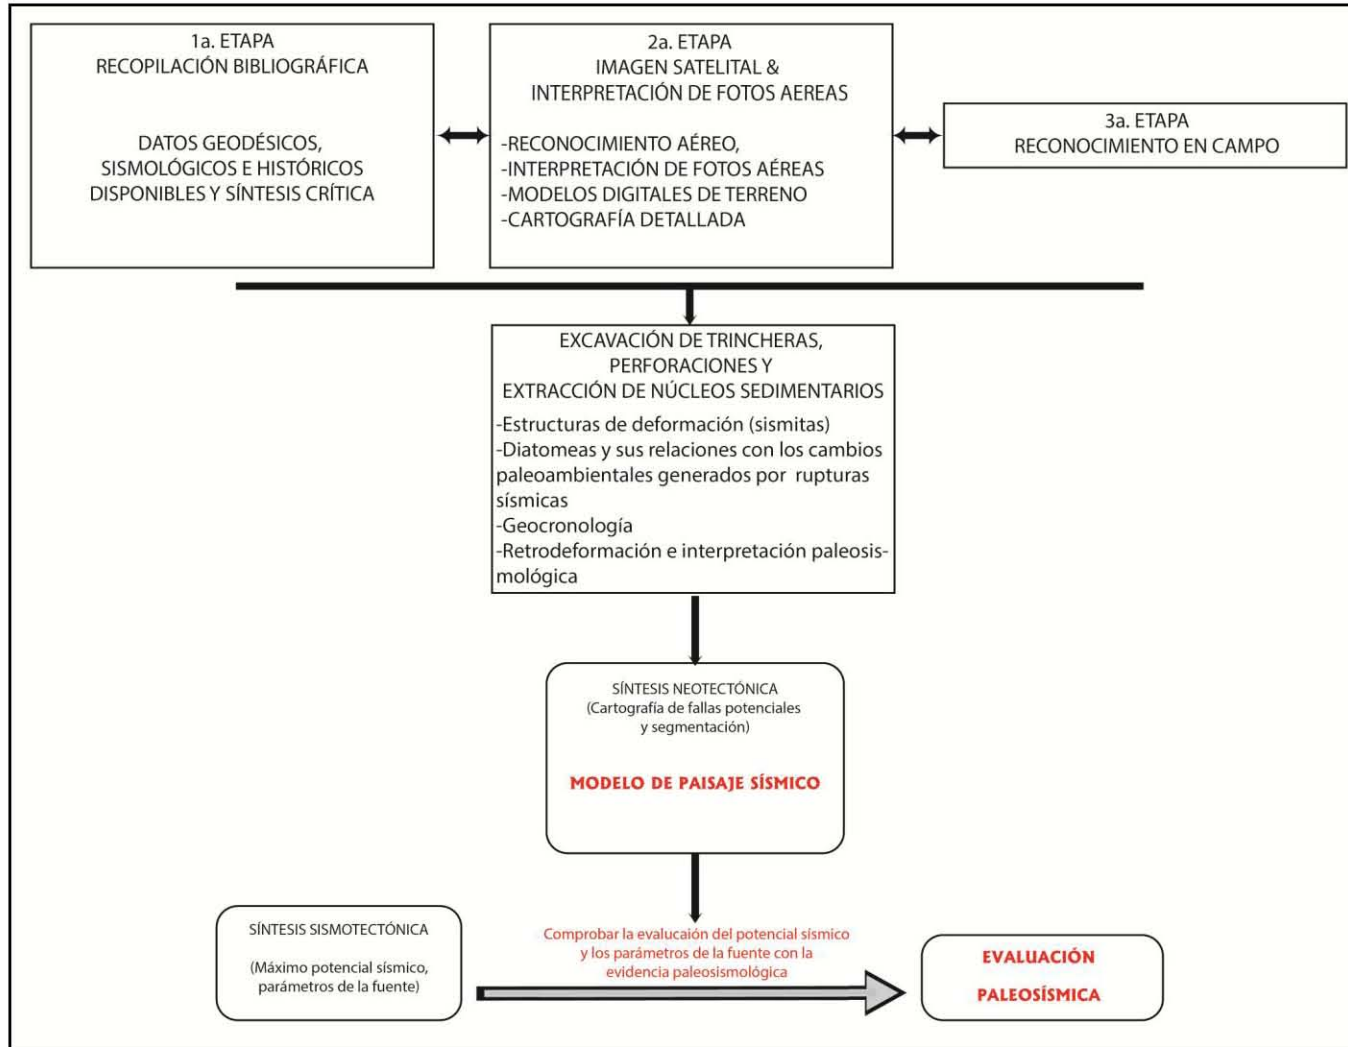 1a. ETAPA
RECOPILACIÓN BIBLIOGRÁFICA
DATOS GEODÉSICOS,
SISMOLÓGICOS E HISTÓRICOS
DISPONIBLES Y SÍNTESIS CRÍTICA
2a. ETAPA
IMAGEN SATELITAL &
INTERPRETACIÓN DE FOTOS AEREAS
-RECONOCIMIENTO AÉREO,
-INTERPRETACIÓN DE FOTOS AÉREAS
-MODELOS DIGITALES DE TERRENO
-CARTOGRAFÍA DETALLADA
3a. ETAPA
RECONOCIMIENTO EN CAMPO
EXCAVACIÓN DE TRINCHERAS,
PERFORACIONES Y
EXTRACCIÓN DE NÚCLEOS SEDIMENTARIOS
-Estructuras de deformación (sismitas)
-Diatomeas y sus relaciones con los cambios
paleoambientales generados por rupturas
sísmicas
-Geocronología
-Retrodeformación e interpretación paleosis-
mológica
SÍNTESIS NEOTECTÓNICA
(Cartografía de fallas potenciales
y segmentación)
MODELO DE PAISAJE SÍSMICO
SÍNTESIS SISMOTECTÓNICA
(Máximo potencial sísmico,
parámetros de la fuente)
Comprobar la evalucaión del potencial sísmico
y los parámetros de la fuente con la
evidencia paleosismológica
EVALUACIÓN
PALEOSÍSMICA